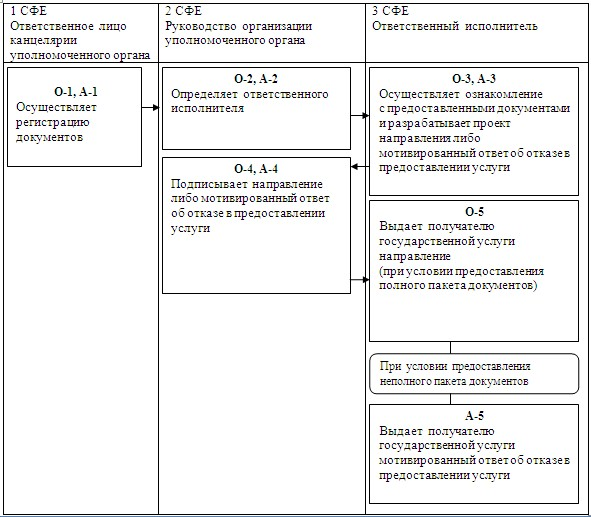 1 СФЕ
Ответственное лицо
канцелярии
уполномоченного органа
2 СФЕ
Руководство организации
уполномоченного органа
3 СФЕ
Ответственный исполнитель
О-1, А-1
Осуществляет
регистрацию
документов
О-2, А-2
Определяет ответственного
исполнителя
О-3, А-3
Осуществляет ознакомление
с предоставленными документами
и разрабатывает проект
направления либо
мотивированный ответ об отказе в
предоставлении услуги
О-4, А-4
Подписывает направление
либо мотивированный ответ
об отказе в предоставлении
услуги
О-5
Выдает получателю
государственной услуги
направление
(при условии предоставления
полного пакета документов)
При условии предоставления
неполного пакета документов
А-5
Выдает получателю
государственной услуги
мотивированный ответ об отказе в
предоставлении услуги